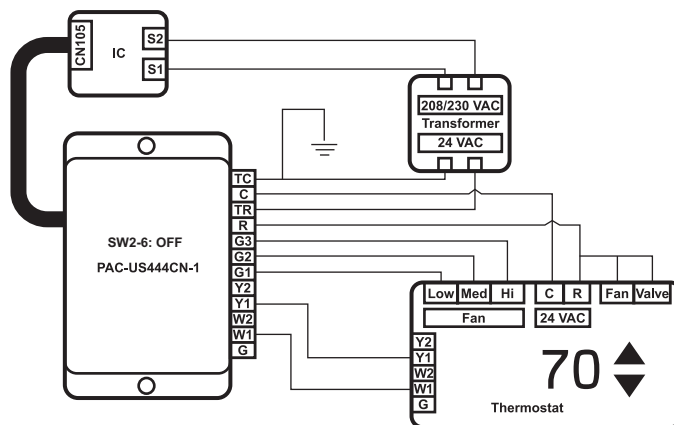 CN105
IC
S2
S1
208/230 VAC
Transformer
24 VAC
SW2-6: OFF
PAC-US444CN-1
TC
C
TR
R
G3
G2
G1
Y2
Y1
W2
W1
G
Low Med Hi C R Fan Valve
Fan 24 VAC
Y2
Y1
W2
W1
G
70
Thermostat